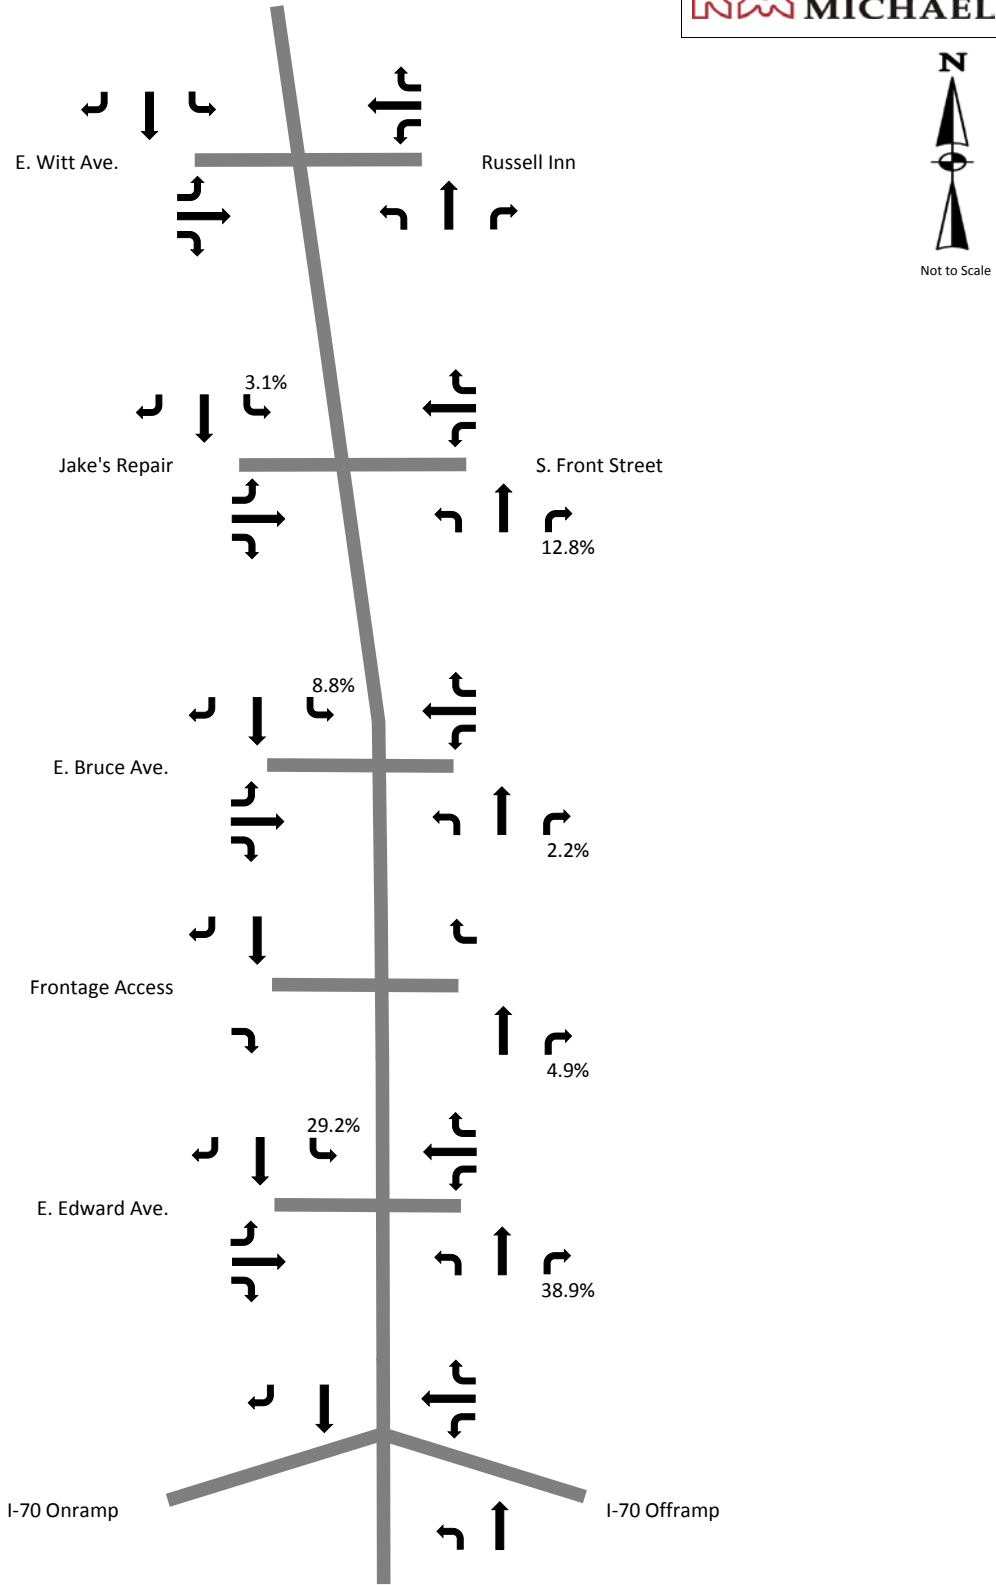 MICHAEL
N
Not to Scale
E. Witt Ave.
Russell Inn
3.1%
Jake's Repair
S. Front Street
12.8%
8.8%
E. Bruce Ave.
2.2%
Frontage Access
4.9%
29.2%
E. Edward Ave.
38.9%
I-70 Onramp
I-70 Offramp